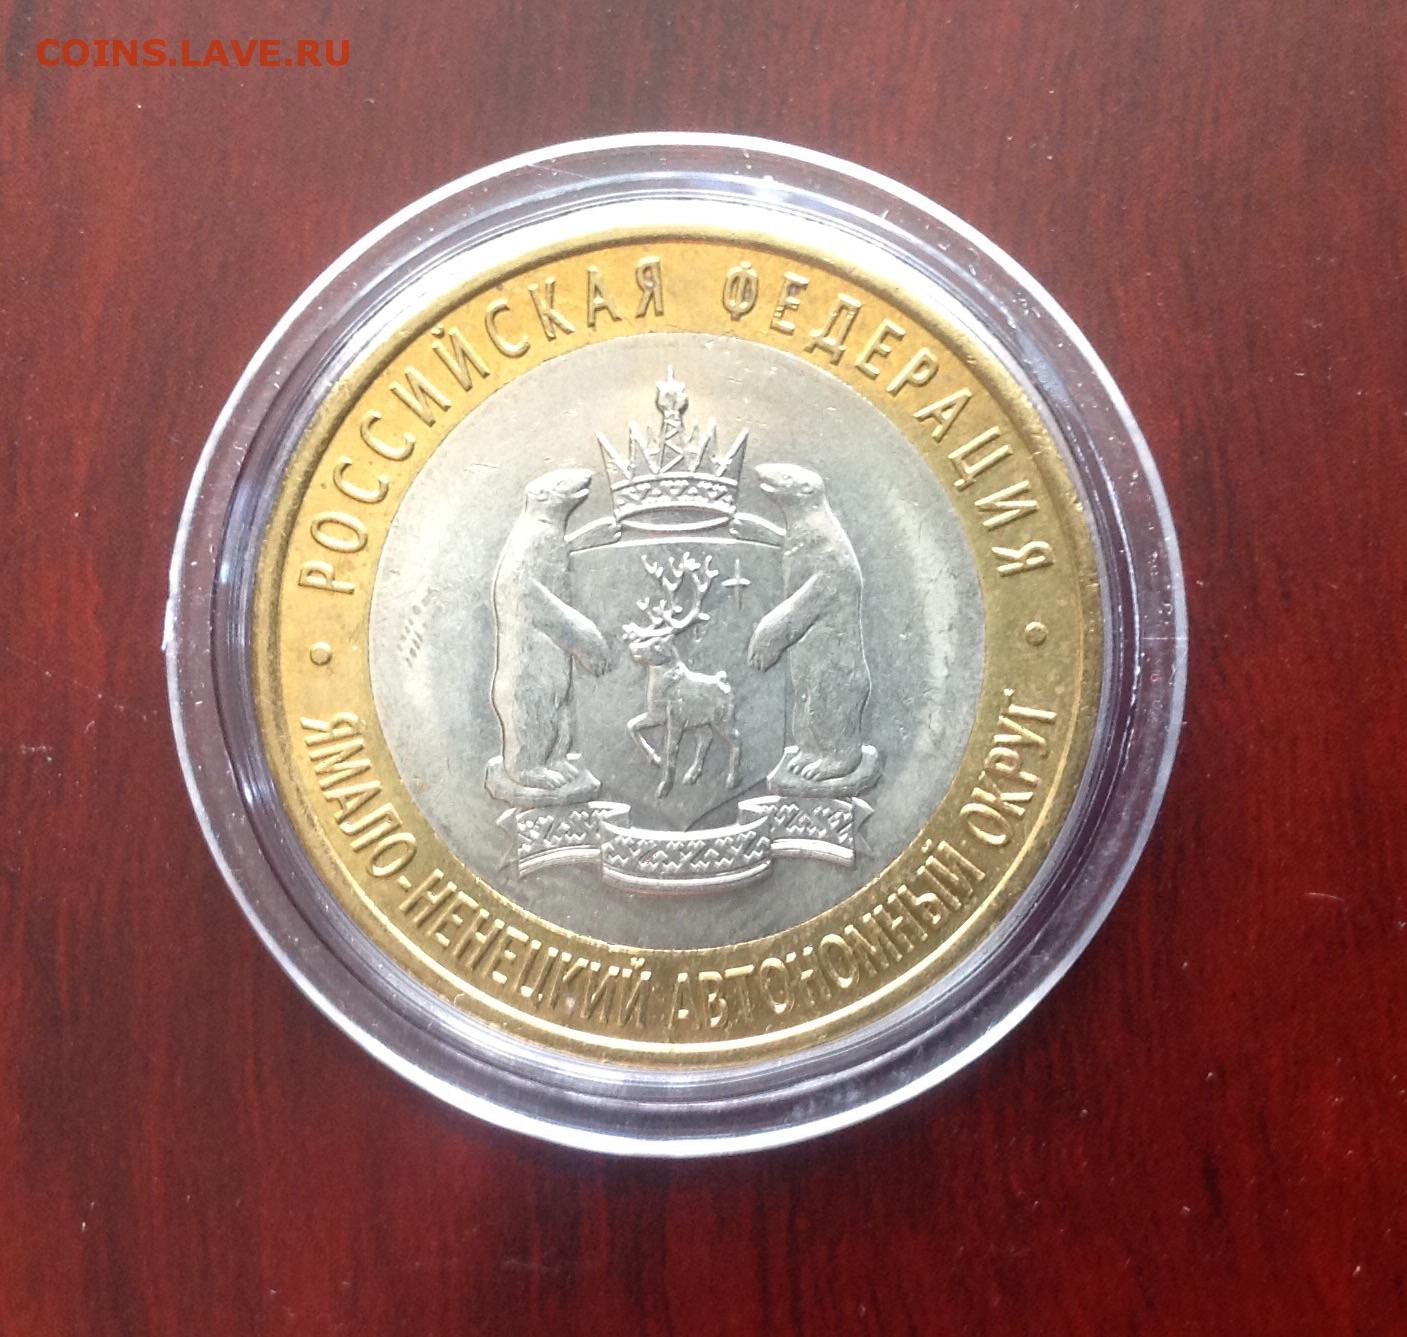 COINS.LAVE.RU
РОССИЙСКАЯ ФЕДЕРАЦИЯ
ЯМАЛО-НЕНЕЦКИЙ АВТОНОМНЫЙ ОКРУГ